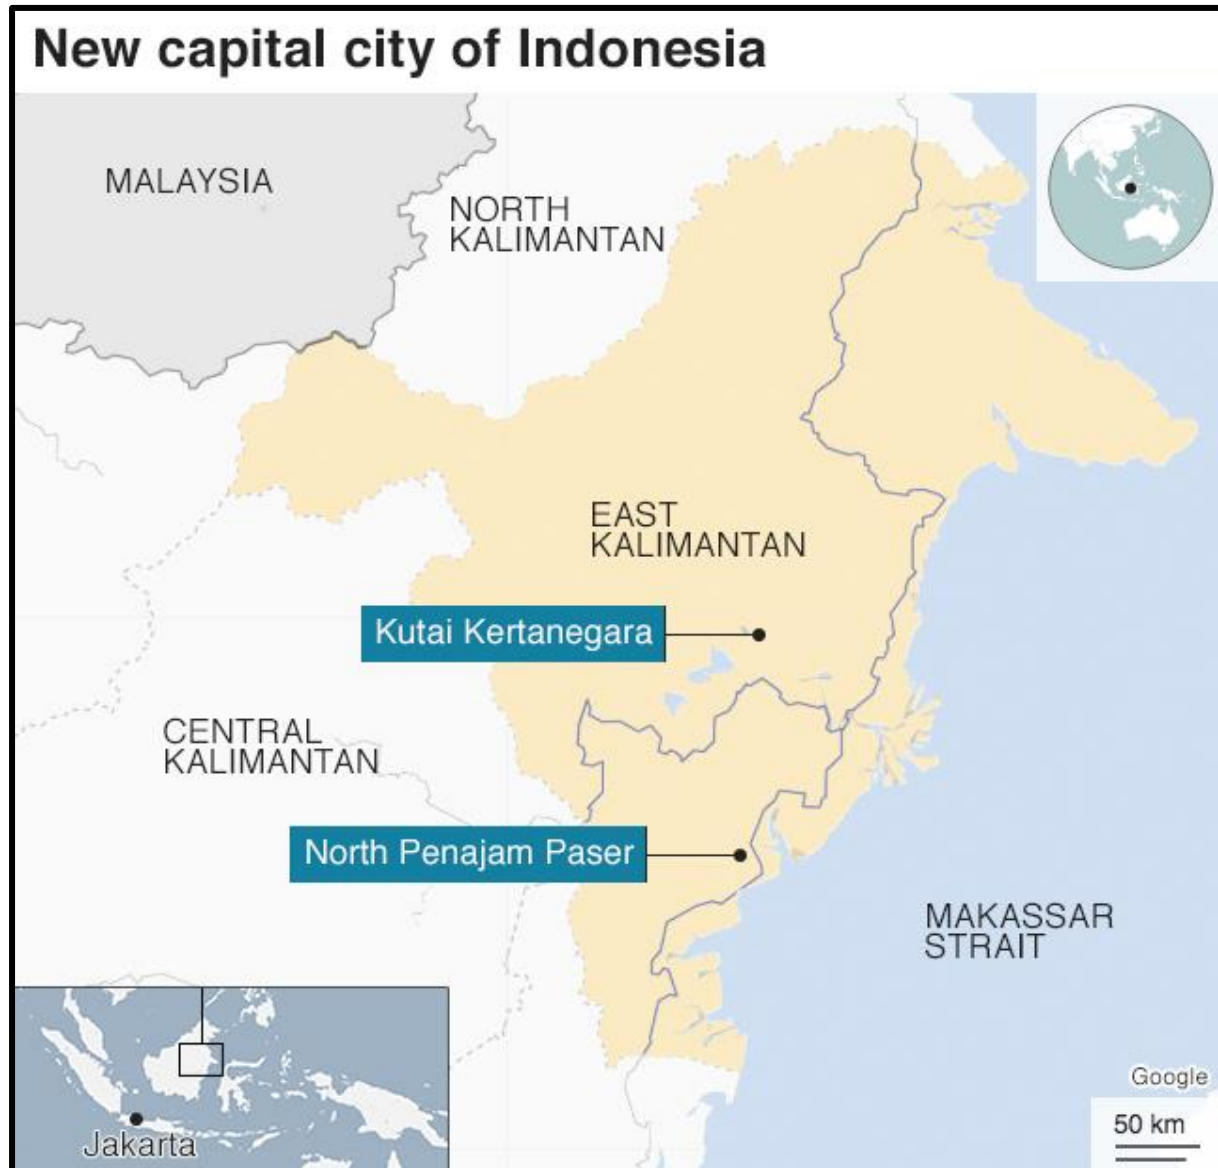 New capital city of Indonesia
MALAYSIA
NORTH
KALIMANTAN
EAST
KALIMANTAN
Kutai Kertanegara
CENTRAL
KALIMANTAN
North Penajam Paser
MAKASSAR
STRAIT
Jakarta
Google
50 km